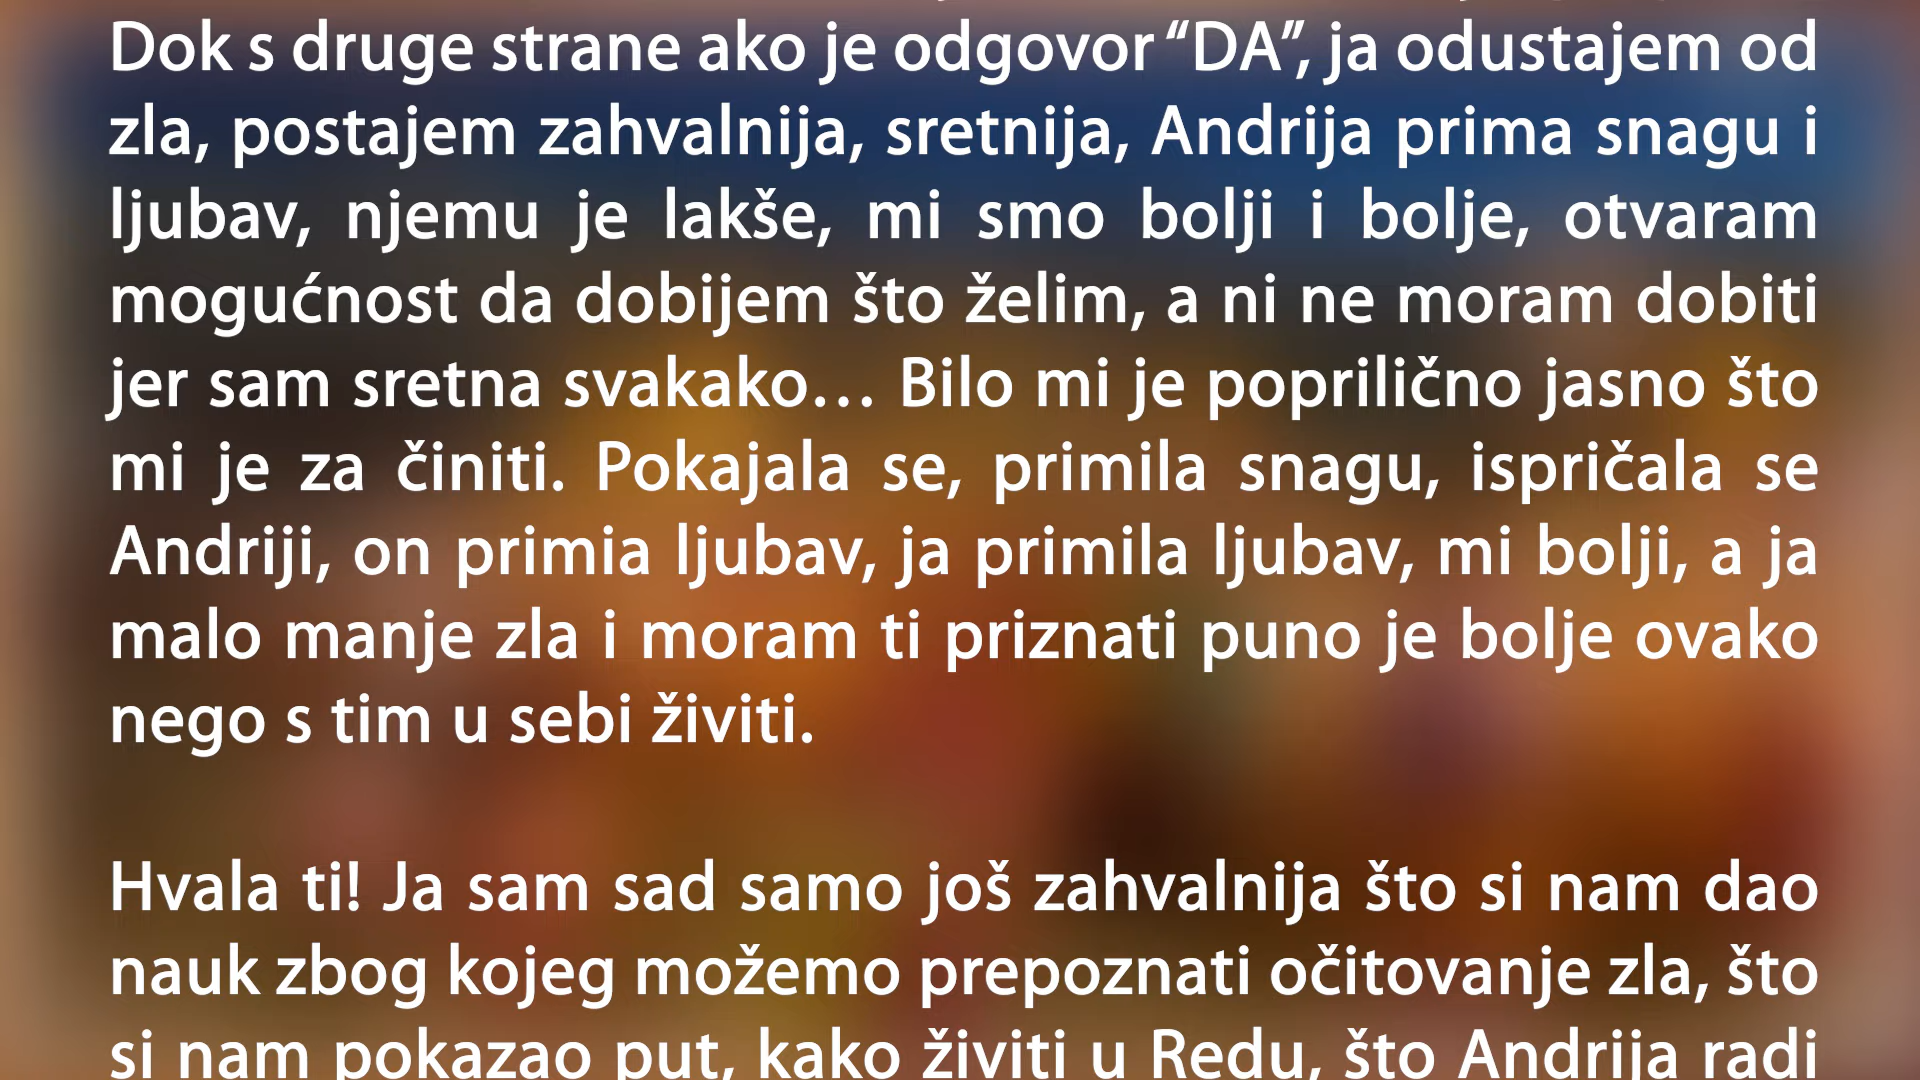 Dok s druge strane ako je odgovor “DA”, ja odustajem od
zla, postajem zahvalnija, sretnija, Andrija prima snagu i
ljubav, njemu je lakše, mi smo bolji i bolje, otvaram
mogućnost da dobijem što želim, a ni ne moram dobiti
jer sam sretna svakako… Bilo mi je poprilično jasno što
mi je za činiti. Pokajala se, primila snagu, ispričala se
Andriji, on primia ljubav, ja primila ljubav, mi bolji, a ja
malo manje zla i moram ti priznati puno je bolje ovako
nego s tim u sebi živiti.
Hvala ti! Ja sam sad samo još zahvalnija što si nam dao
nauk zbog kojeg možemo prepoznati očitovanje zla, što
si nam pokazao put, kako živiti u Redu, što Andrija radi